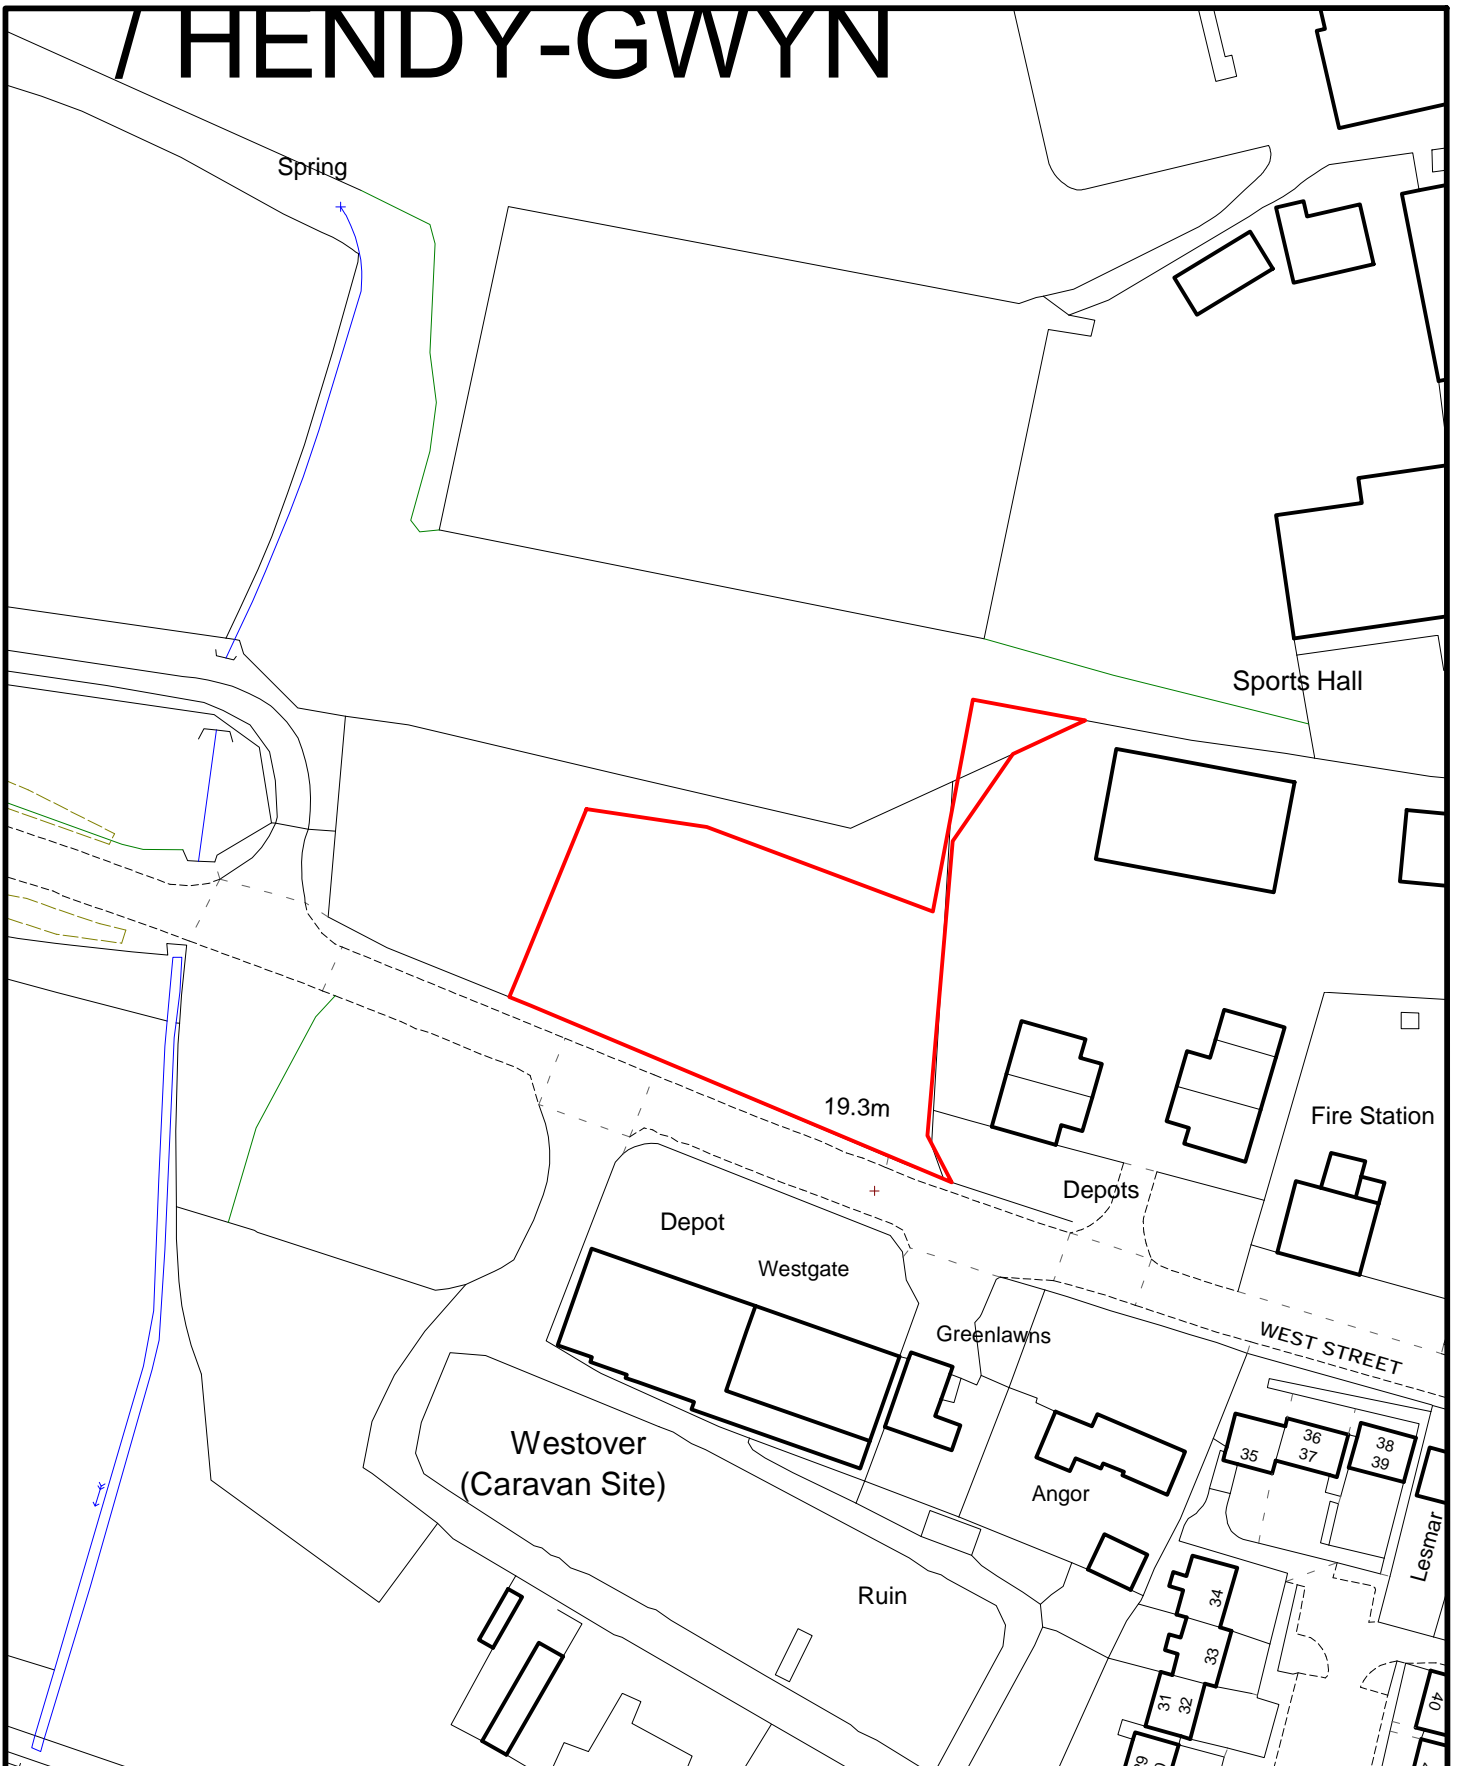 / HENDY-GWYN
Spring
Sports Hall
19.3m
Fire Station
Depots
Depot
Westgate
Greenlawns
WEST STREET
Westover
(Caravan Site)
Angor
35
36
37
38
39
Lesmar
Ruin
34
33
31
32
40